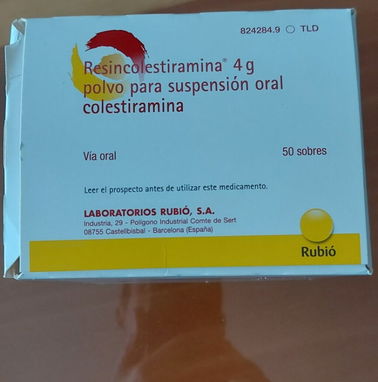 824284.9 TLD
Resincolestiramina® 4 g
polvo para suspensión oral
colestiramina
Vía oral 50 sobres
Leer el prospecto antes de utilizar este medicamento.
LABORATORIOS RUBIÓ, S.A.
Industria, 29 - Polígono Industrial Comte de Sert
08755 Castellbisbal - Barcelona (España)
Rubió